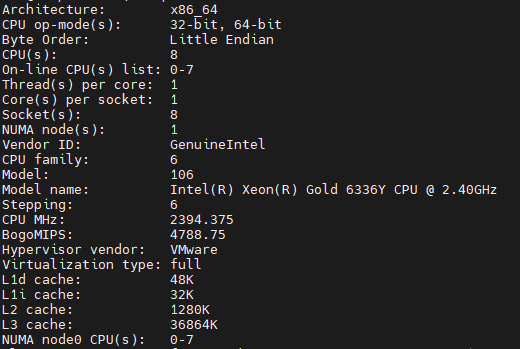 Architecture: x86_64
CPU op-mode(s): 32-bit, 64-bit
Byte Order: Little Endian
CPU(s): 8
On-line CPU(s) list: 0-7
Thread(s) per core: 1
Core(s) per socket: 1
Socket(s): 8
NUMA node(s): 1
Vendor ID: GenuineIntel
CPU family: 6
Model: 106
Model name: Intel(R) Xeon(R) Gold 6336Y CPU @ 2.40GHz
Stepping: 6
CPU MHz: 2394.375
BogoMIPS: 4788.75
Hypervisor vendor: VMware
Virtualization type: full
L1d cache: 48K
L1i cache: 32K
L2 cache: 1280K
L3 cache: 36864K
NUMA node0 CPU(s): 0-7